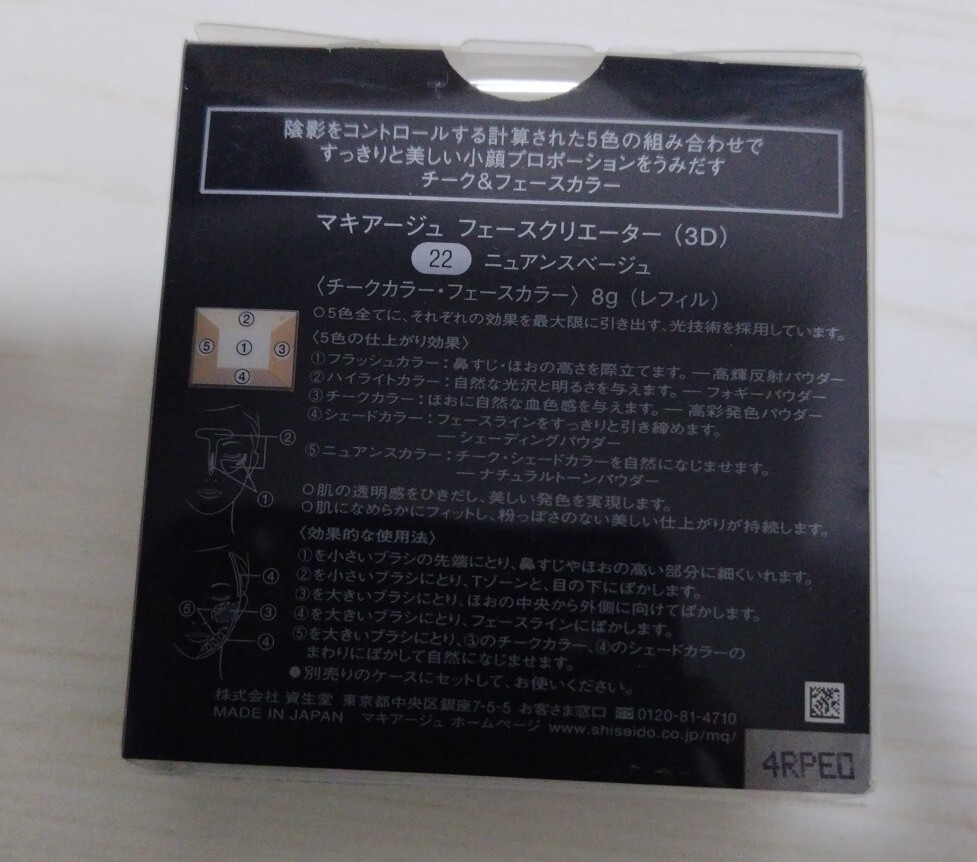 陰影をコントロールする計算された5色の組み合わせで
すっきりと美しい小顔プロポーションをうみだす
チーク&フェースカラー
マキアージュ フェースクリエーター (3D)
22 ニュアンスベージュ
〈チークカラー・フェースカラー〉 8g (レフィル)
○5色全てに、それぞれの効果を最大限に引き出す、光技術を採用しています。
〈5色の仕上がり効果〉
①フラッシュカラー：鼻すじ・ほおの高さを際立てます。—高輝反射パウダー
②ハイライトカラー：自然な光沢と明るさを与えます。—フォギーパウダー
③チークカラー：ほおに自然な血色感を与えます。—高彩発色パウダー
④シェードカラー：フェースラインをすっきりと引き締めます。
—シェーディングパウダー
⑤ニュアンスカラー：チーク・シェードカラーを自然になじませます。
—ナチュラルトーンパウダー
○肌の透明感をひきだし、美しい発色を実現します。
○肌になめらかにフィットし、粉っぽさのない美しい仕上がりが持続します。
〈効果的な使用法〉
①を小さいブラシの先端にとり、鼻すじやほおの高い部分に細くいれます。
②を小さいブラシにとり、Tゾーンと、目の下にぼかします。
③を大きいブラシにとり、ほおの中央から外側に向けてぼかします。
④を大きいブラシにとり、フェースラインにぼかします。
⑤を大きいブラシにとり、③のチークカラー、④のシェードカラーの
まわりにぼかして自然になじませます。
●別売りのケースにセットして、お使いください。
株式会社 資生堂 東京都中央区銀座7-5-5 お客さま窓口 0120-81-4710
MADE IN JAPAN マキアージュ ホームページ www.shiseido.co.jp/mq/
4RPEO
②
⑤ ① ③
④
②
①
④
⑤ ③
④